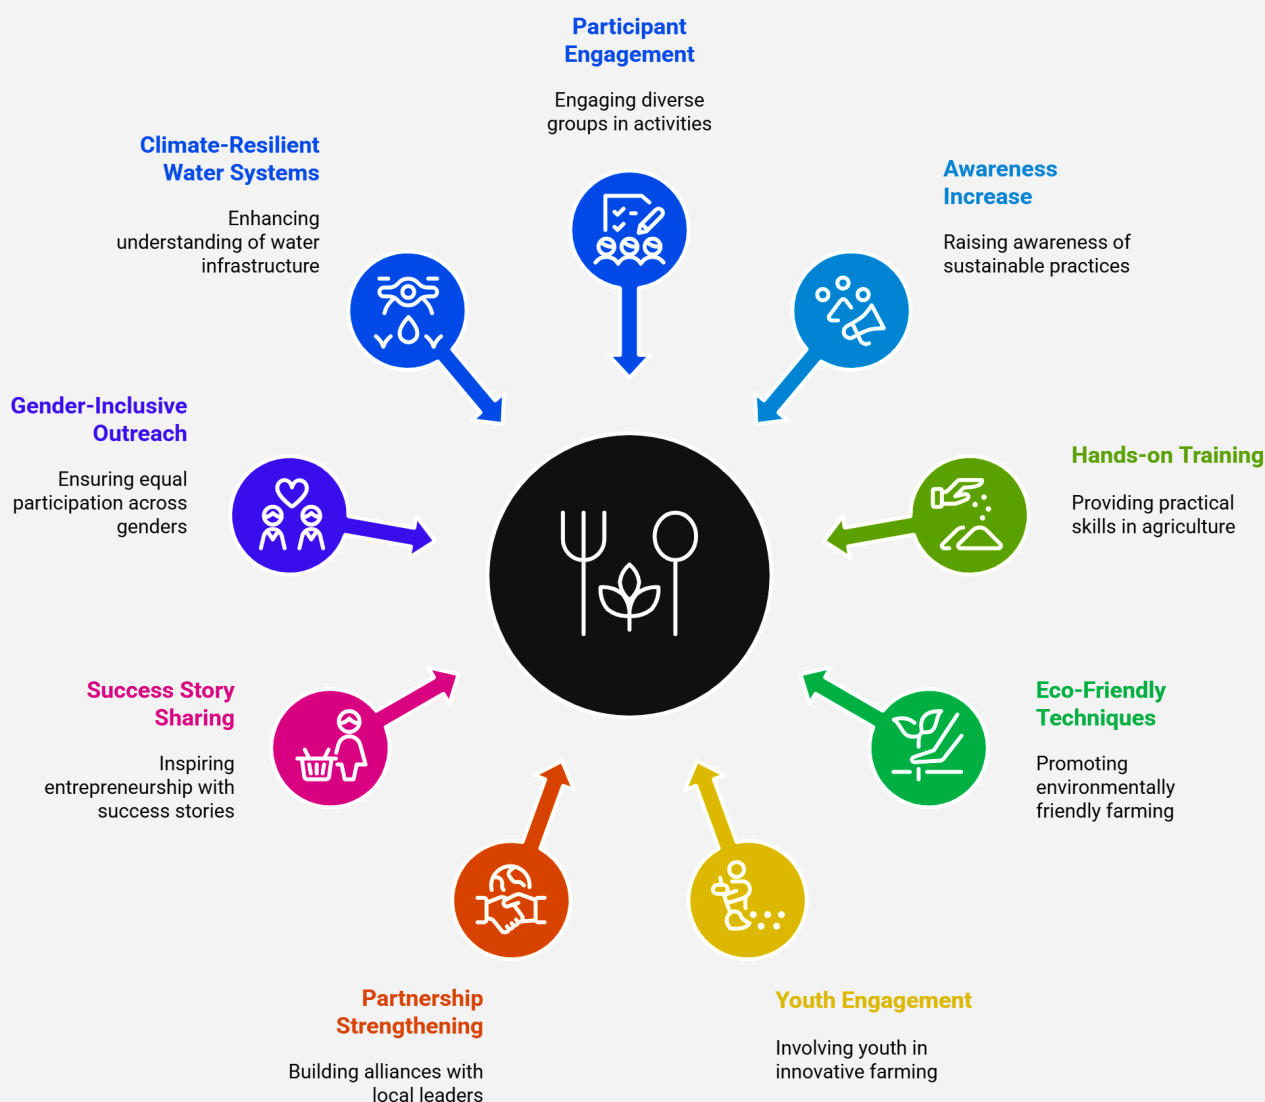 Participant
Engagement
Engaging diverse
groups in activities
Awareness
Increase
Raising awareness of
sustainable practices
Hands-on Training
Providing practical
skills in agriculture
Eco-Friendly
Techniques
Promoting
environmentally
friendly farming
Youth Engagement
Involving youth in
innovative farming
Partnership
Strengthening
Building alliances with
local leaders
Success Story
Sharing
Inspiring
entrepreneurship with
success stories
Gender-Inclusive
Outreach
Ensuring equal
participation across
genders
Climate-Resilient
Water Systems
Enhancing
understanding of water
infrastructure